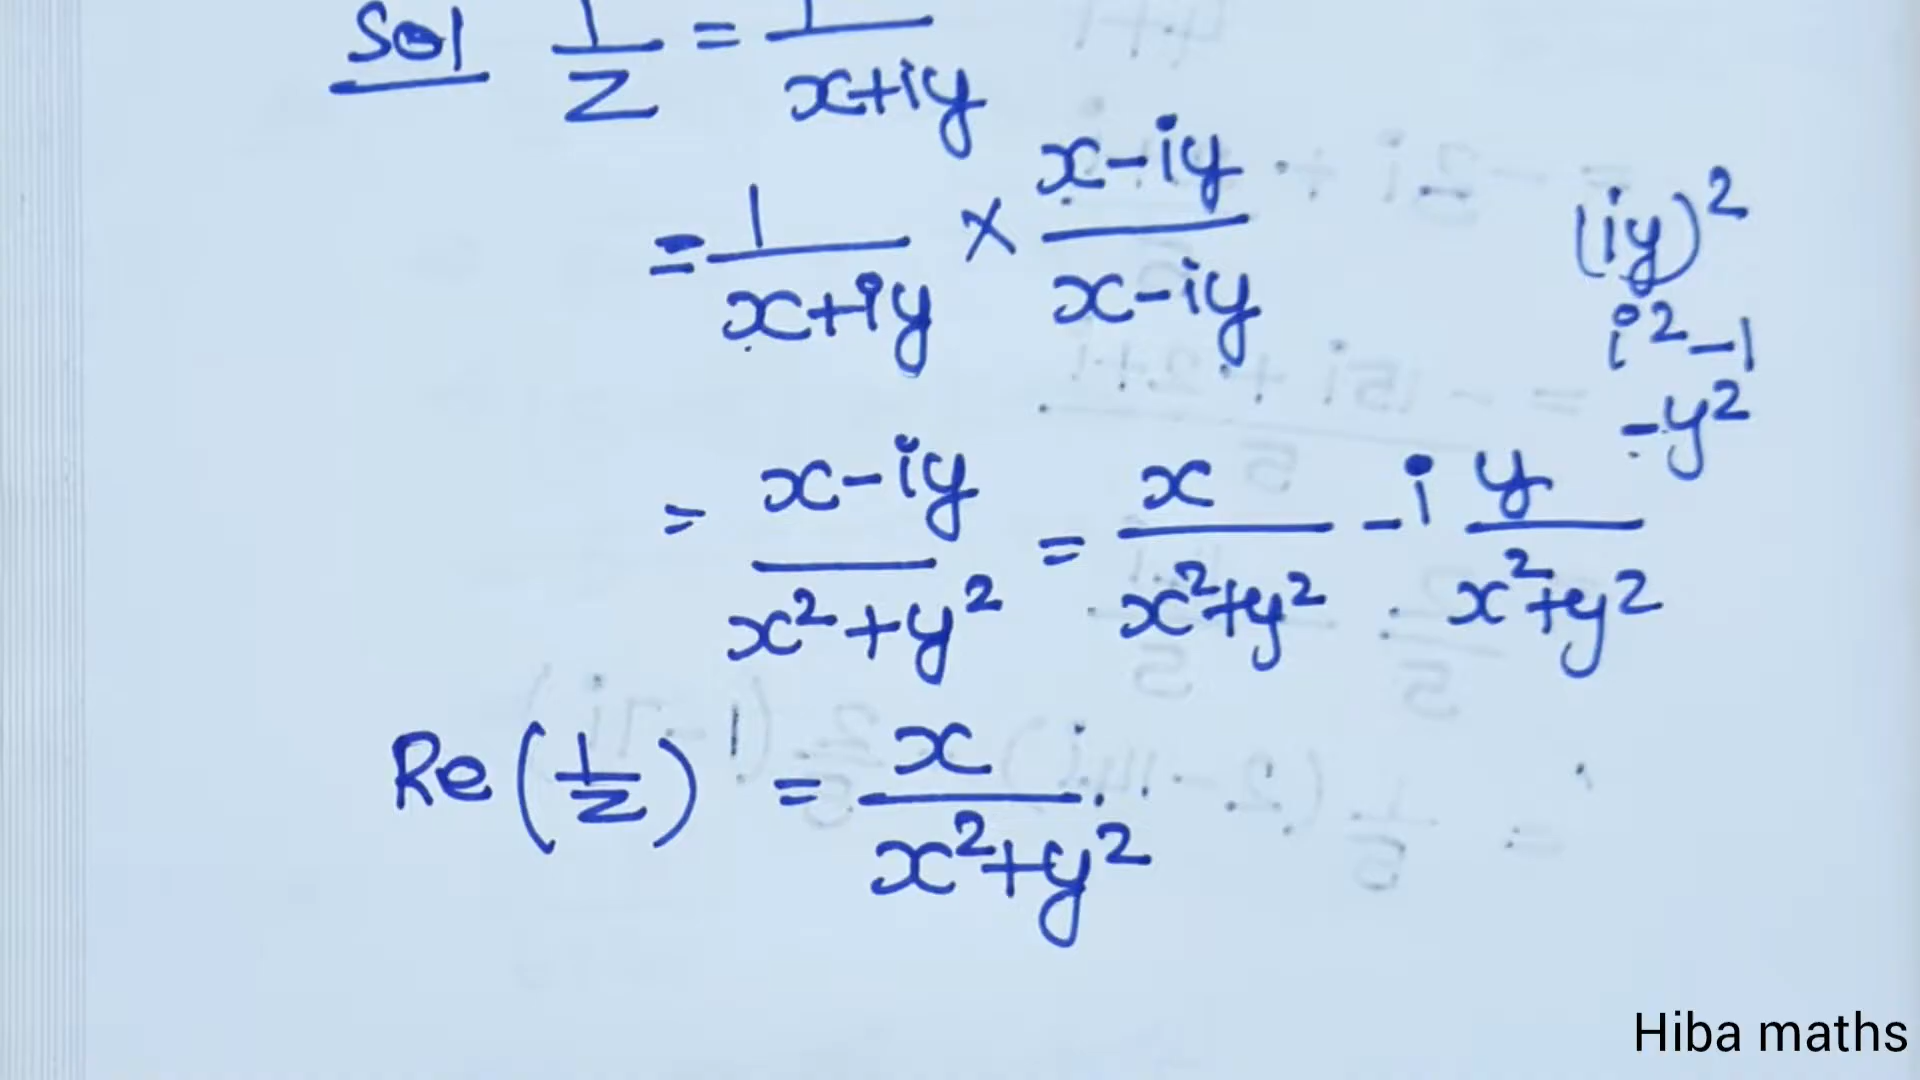 Sol 1/z = 1/x+iy
= 1/x+iy × x-iy/x-iy
(iy)²
i² -1
-y²
= x-iy/x²+y² = x/x²+y² - i y/x²+y²
Re(1/z) = x/x²+y²
Hiba maths